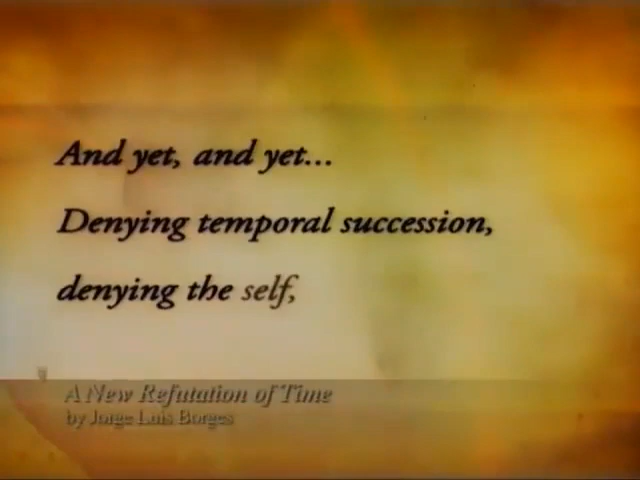 And yet, and yet...
Denying temporal succession,
denying the self,
A New Refutation of Time
by Jorge Luis Borges